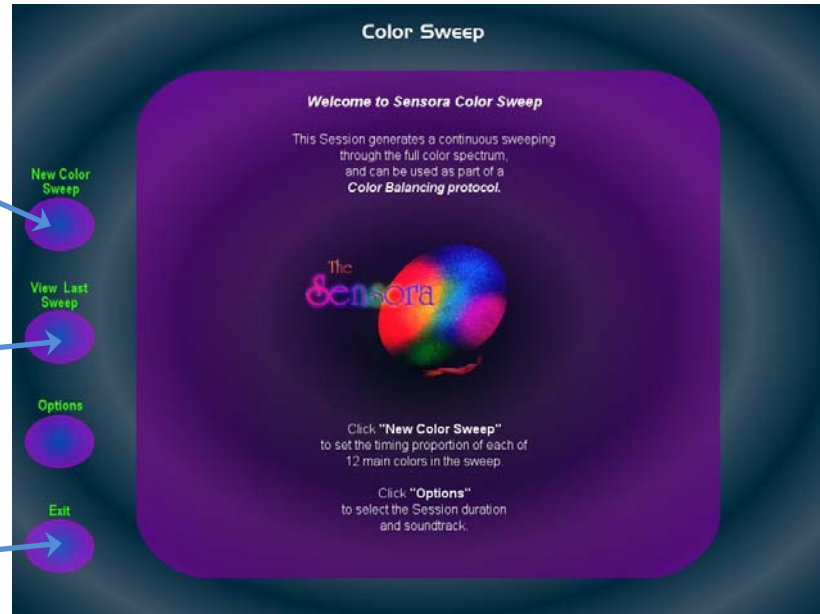 Color Sweep
Welcome to Sensora Color Sweep
This Session generates a continuous sweeping
through the full color spectrum,
and can be used as part of a
Color Balancing protocol.
New Color
Sweep
The
Sensora
View Last
Sweep
Options
Click "New Color Sweep"
to set the timing proportion of each of
12 main colors in the sweep.
Click "Options"
to select the Session duration
and soundtrack.
Exit